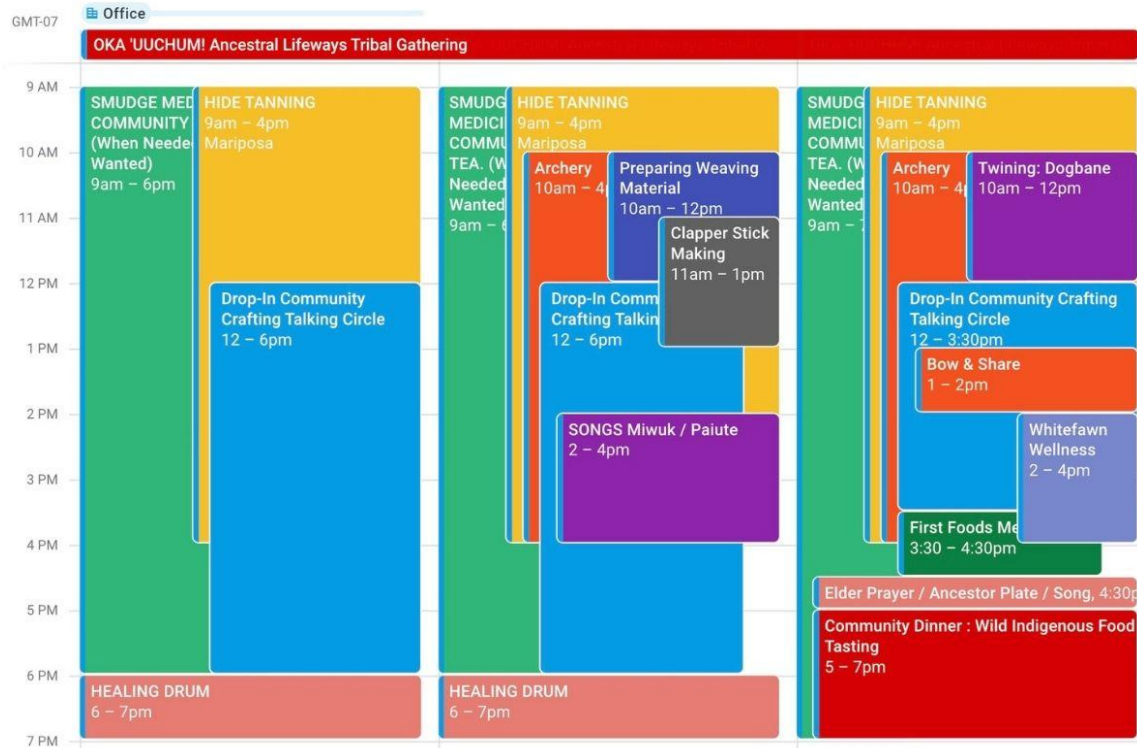 GMT-07
Office
OKA 'UUCHUM! Ancestral Lifeways Tribal Gathering
9 AM
10 AM
11 AM
12 PM
1 PM
2 PM
3 PM
4 PM
5 PM
6 PM
7 PM
SMUDGE MED
COMMUNITY
(When Neede
Wanted)
9am – 6pm
HIDE TANNING
9am – 4pm
Mariposa
Drop-In Community
Crafting Talking Circle
12 – 6pm
HEALING DRUM
6 – 7pm
SMUDG
MEDICI
COMMU
TEA. (W
Needed
Wanted
9am – 6
HIDE TANNING
9am – 4pm
Mariposa
Archery
10am – 4
Preparing Weaving
Material
10am – 12pm
Clapper Stick
Making
11am – 1pm
Drop-In Comm
Crafting Talkin
12 – 6pm
SONGS Miwuk / Paiute
2 – 4pm
HEALING DRUM
6 – 7pm
SMUDG
MEDICI
COMMU
TEA. (W
Needed
Wanted
9am – 7
HIDE TANNING
9am – 4pm
Mariposa
Archery
10am – 4p
Twining: Dogbane
10am – 12pm
Drop-In Community Crafting
Talking Circle
12 – 3:30pm
Bow & Share
1 – 2pm
Whitefawn
Wellness
2 – 4pm
First Foods Me
3:30 – 4:30pm
Elder Prayer / Ancestor Plate / Song, 4:30p
Community Dinner : Wild Indigenous Food
Tasting
5 – 7pm